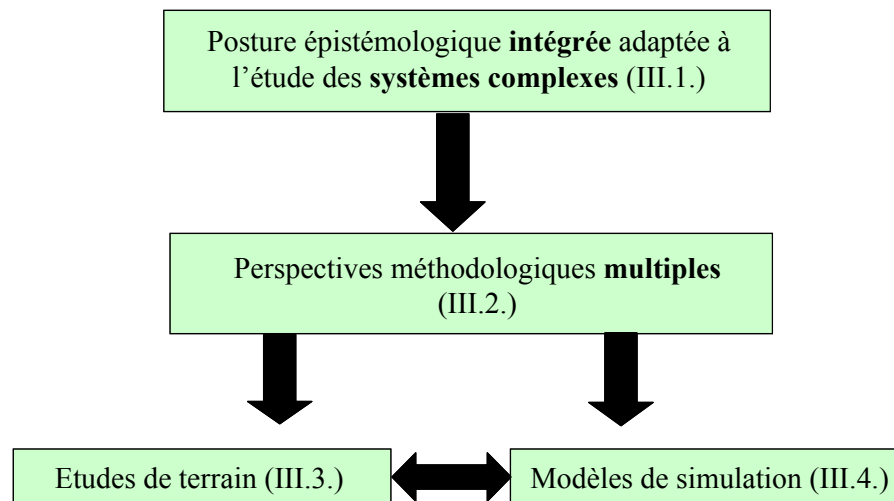 Posture épistémologique intégrée adaptée à
l’étude des systèmes complexes (III.1.)
Perspectives méthodologiques multiples
(III.2.)
Etudes de terrain (III.3.)
Modèles de simulation (III.4.)